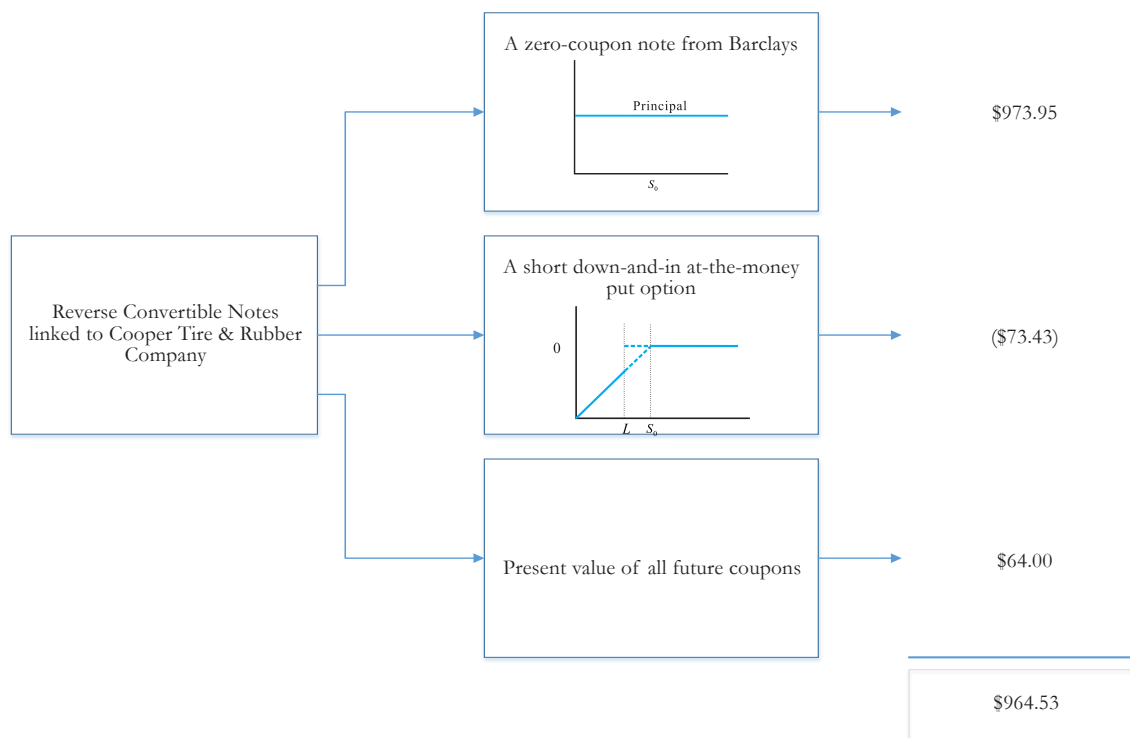 A zero-coupon note from Barclays
Principal
S₀
$973.95
Reverse Convertible Notes
linked to Cooper Tire & Rubber
Company
A short down-and-in at-the-money
put option
0
L S₀
($73.43)
Present value of all future coupons
$64.00
$964.53